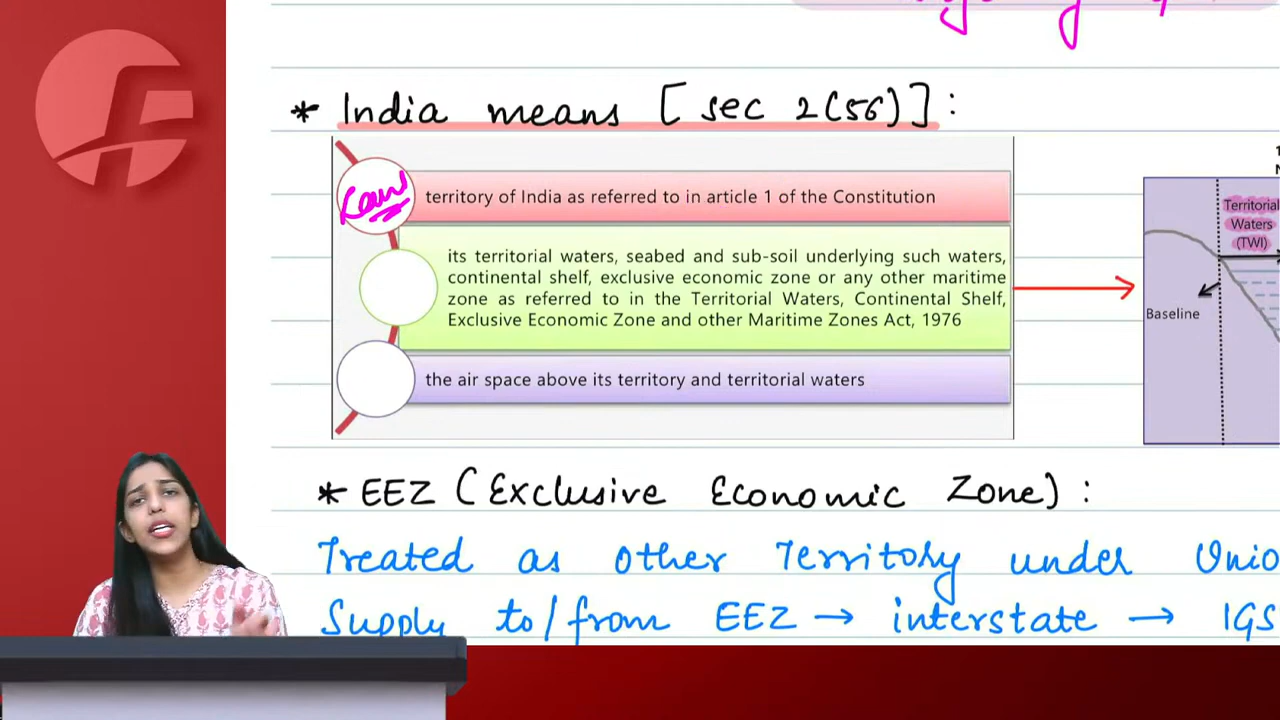 * India means [sec 2(56)] :
Land
territory of India as referred to in article 1 of the Constitution
its territorial waters, seabed and sub-soil underlying such waters,
continental shelf, exclusive economic zone or any other maritime
zone as referred to in the Territorial Waters, Continental Shelf,
Exclusive Economic Zone and other Maritime Zones Act, 1976
the air space above its territory and territorial waters
Territorial
Waters
(TWI)
Baseline
* EEZ (Exclusive Economic Zone) :
Treated as other Territory under Unio
Supply to/from EEZ → interstate → IGS